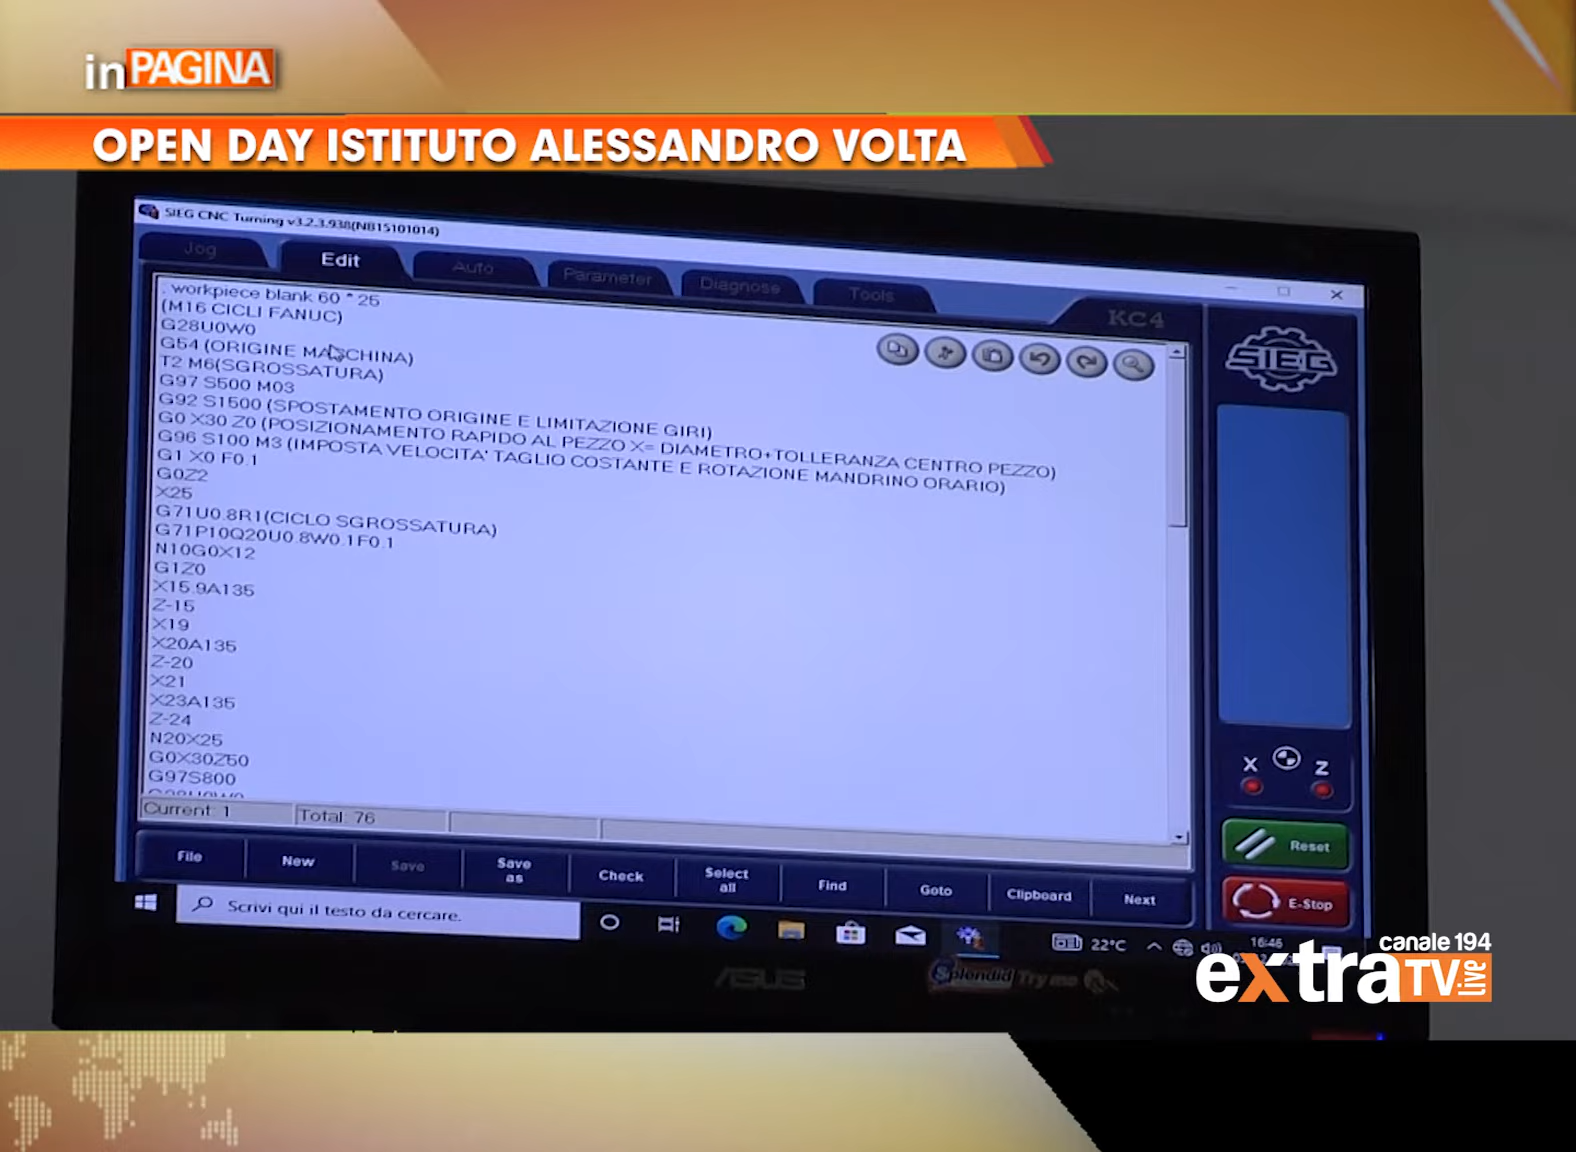 inPAGINA
OPEN DAY ISTITUTO ALESSANDRO VOLTA
SIEG CNC Turning v3.2.3.938(NB15101014)
Jog
Edit
Auto
Parameter
Diagnose
Tools
KC4
SIEG
workpiece blank 60 * 25
(M16 CICLI FANUC)
G28U0W0
G54 (ORIGINE MASCHINA)
T2 M6(SGROSSATURA)
G97 S500 M03
G92 S1500 (SPOSTAMENTO ORIGINE E LIMITAZIONE GIRI)
G0 X30 Z0 (POSIZIONAMENTO RAPIDO AL PEZZO X= DIAMETRO+TOLLERANZA CENTRO PEZZO)
G96 S100 M3 (IMPOSTA VELOCITA' TAGLIO COSTANTE E ROTAZIONE MANDRINO ORARIO)
G1 X0 F0.1
G0Z2
X25
G71U0.8R1(CICLO SGROSSATURA)
G71P10Q20U0.8W0.1F0.1
N10G0X12
G1Z0
X15.9A135
Z-15
X19
X20A135
Z-20
X21
X23A135
Z-24
N20X25
G0X30Z50
G97S800
Current: 1
Total: 76
X
Z
Reset
E-Stop
File
New
Save
Save as
Check
Select all
Find
Goto
Clipboard
Next
Scrivi qui il testo da cercare.
22°C
16:46
ASUS
Splendid Try me
canale 194
extraTV live